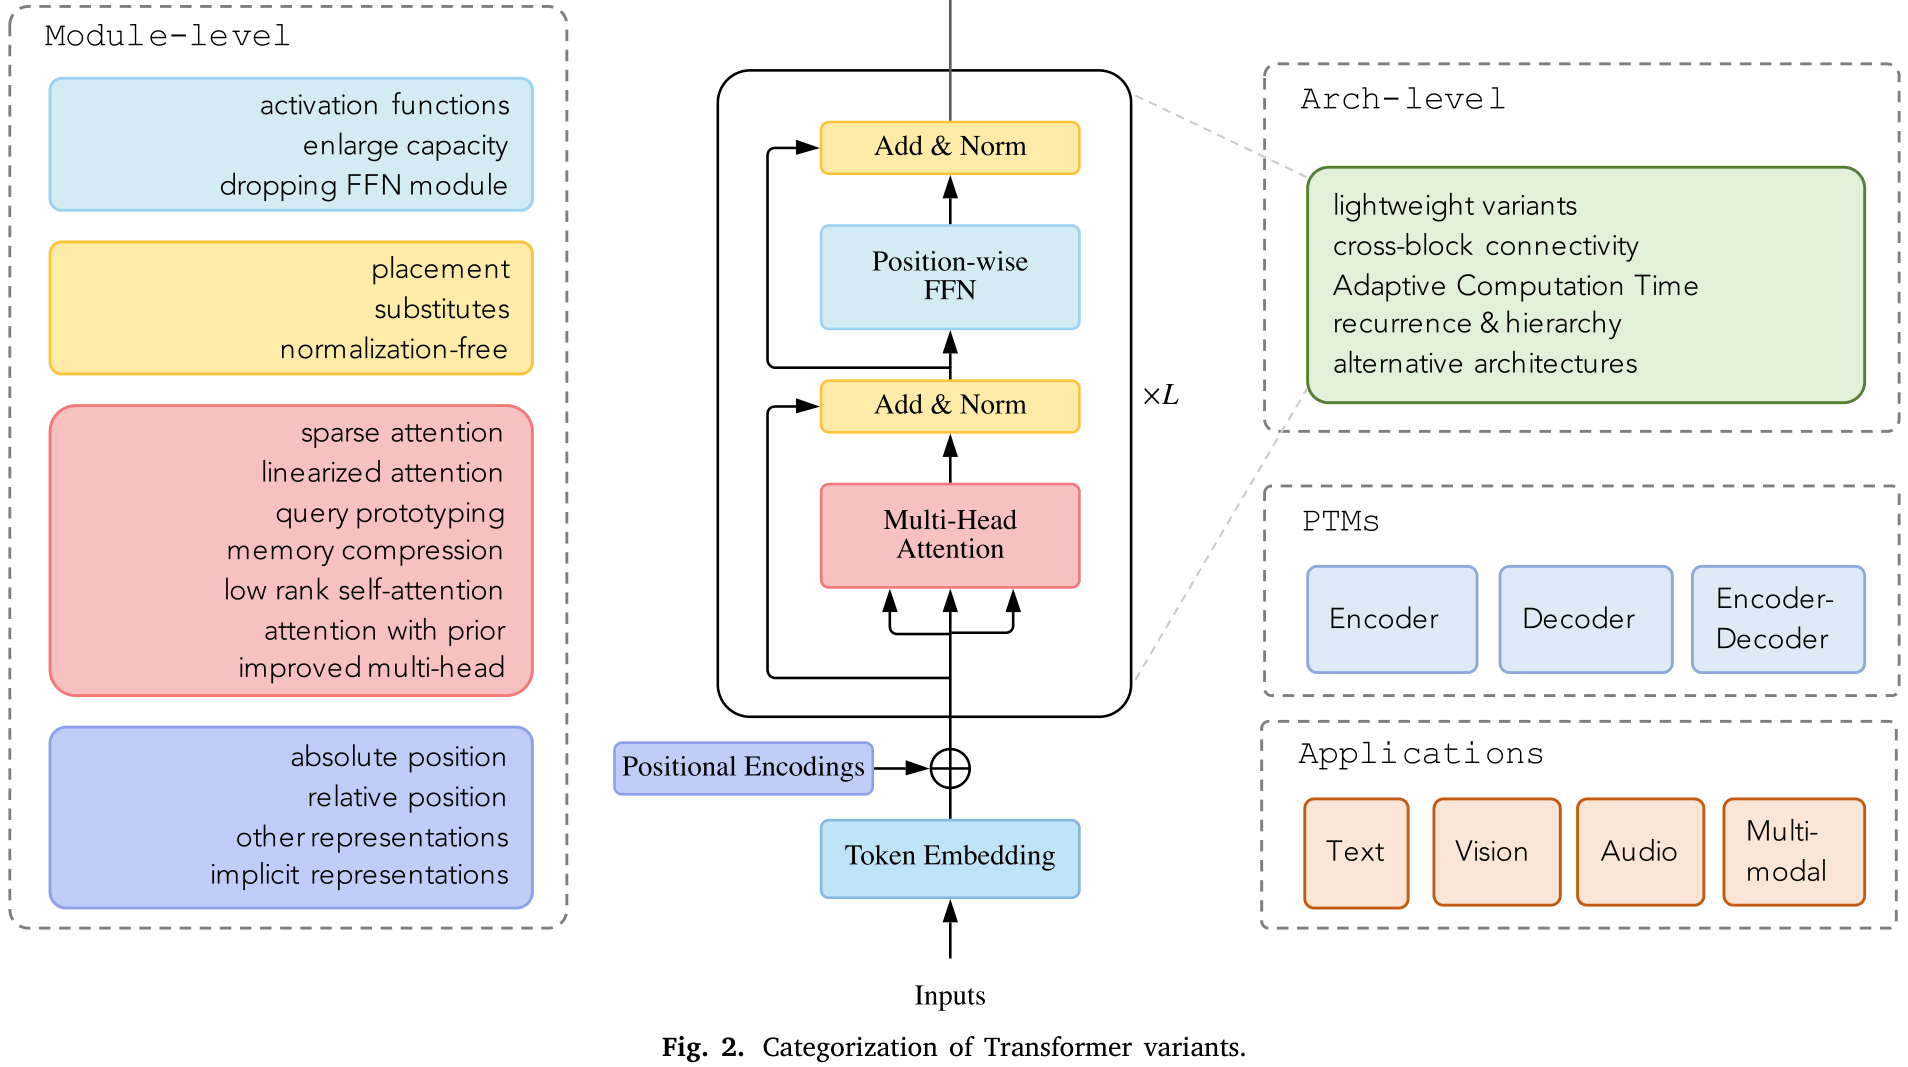 Module-level
activation functions
enlarge capacity
dropping FFN module
placement
substitutes
normalization-free
sparse attention
linearized attention
query prototyping
memory compression
low rank self-attention
attention with prior
improved multi-head
absolute position
relative position
other representations
implicit representations
Add & Norm
Position-wise
FFN
Add & Norm
Multi-Head
Attention
×L
Positional Encodings
Token Embedding
Inputs
Arch-level
lightweight variants
cross-block connectivity
Adaptive Computation Time
recurrence & hierarchy
alternative architectures
PTMs
Encoder
Decoder
Encoder-
Decoder
Applications
Text
Vision
Audio
Multi-
modal
Fig. 2. Categorization of Transformer variants.